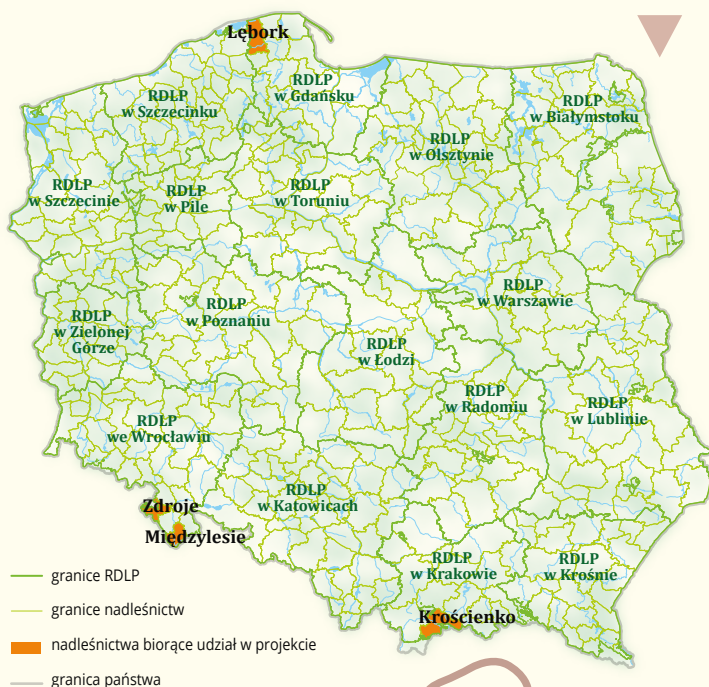 Lębork
RDLP
w Gdańsku
RDLP
w Szczecinku
RDLP
w Białymstoku
RDLP
w Olsztynie
RDLP
w Szczecinie
RDLP
w Pile
RDLP
w Toruniu
RDLP
w Warszawie
RDLP
w Poznaniu
RDLP
w Zielonej
Górze
RDLP
w Łodzi
RDLP
w Radomiu
RDLP
w Lublinie
RDLP
we Wrocławiu
RDLP
w Katowicach
Zdroje
Międzylesie
RDLP
w Krakowie
RDLP
w Krośnie
Krościenko
granice RDLP
granice nadleśnictw
nadleśnictwa biorące udział w projekcie
granica państwa